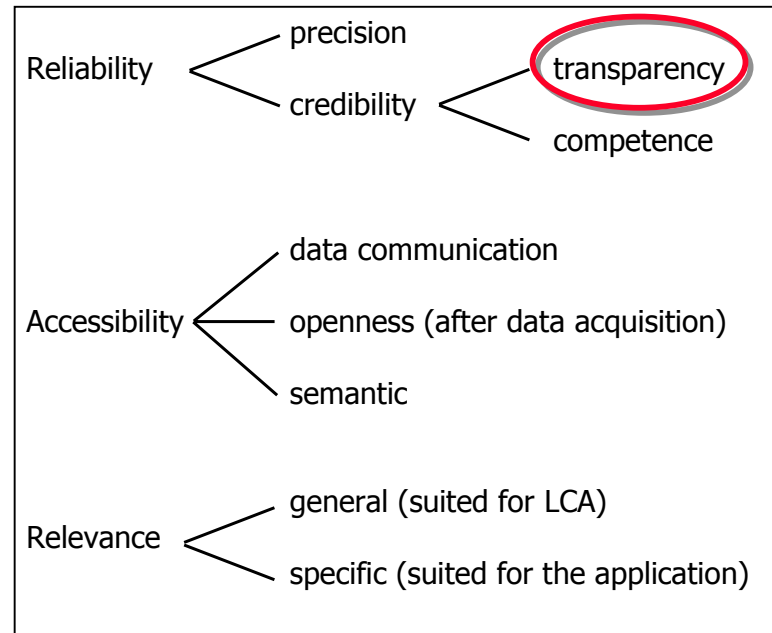 precision
Reliability
transparency
credibility
competence
data communication
Accessibility
openness (after data acquisition)
semantic
general (suited for LCA)
Relevance
specific (suited for the application)